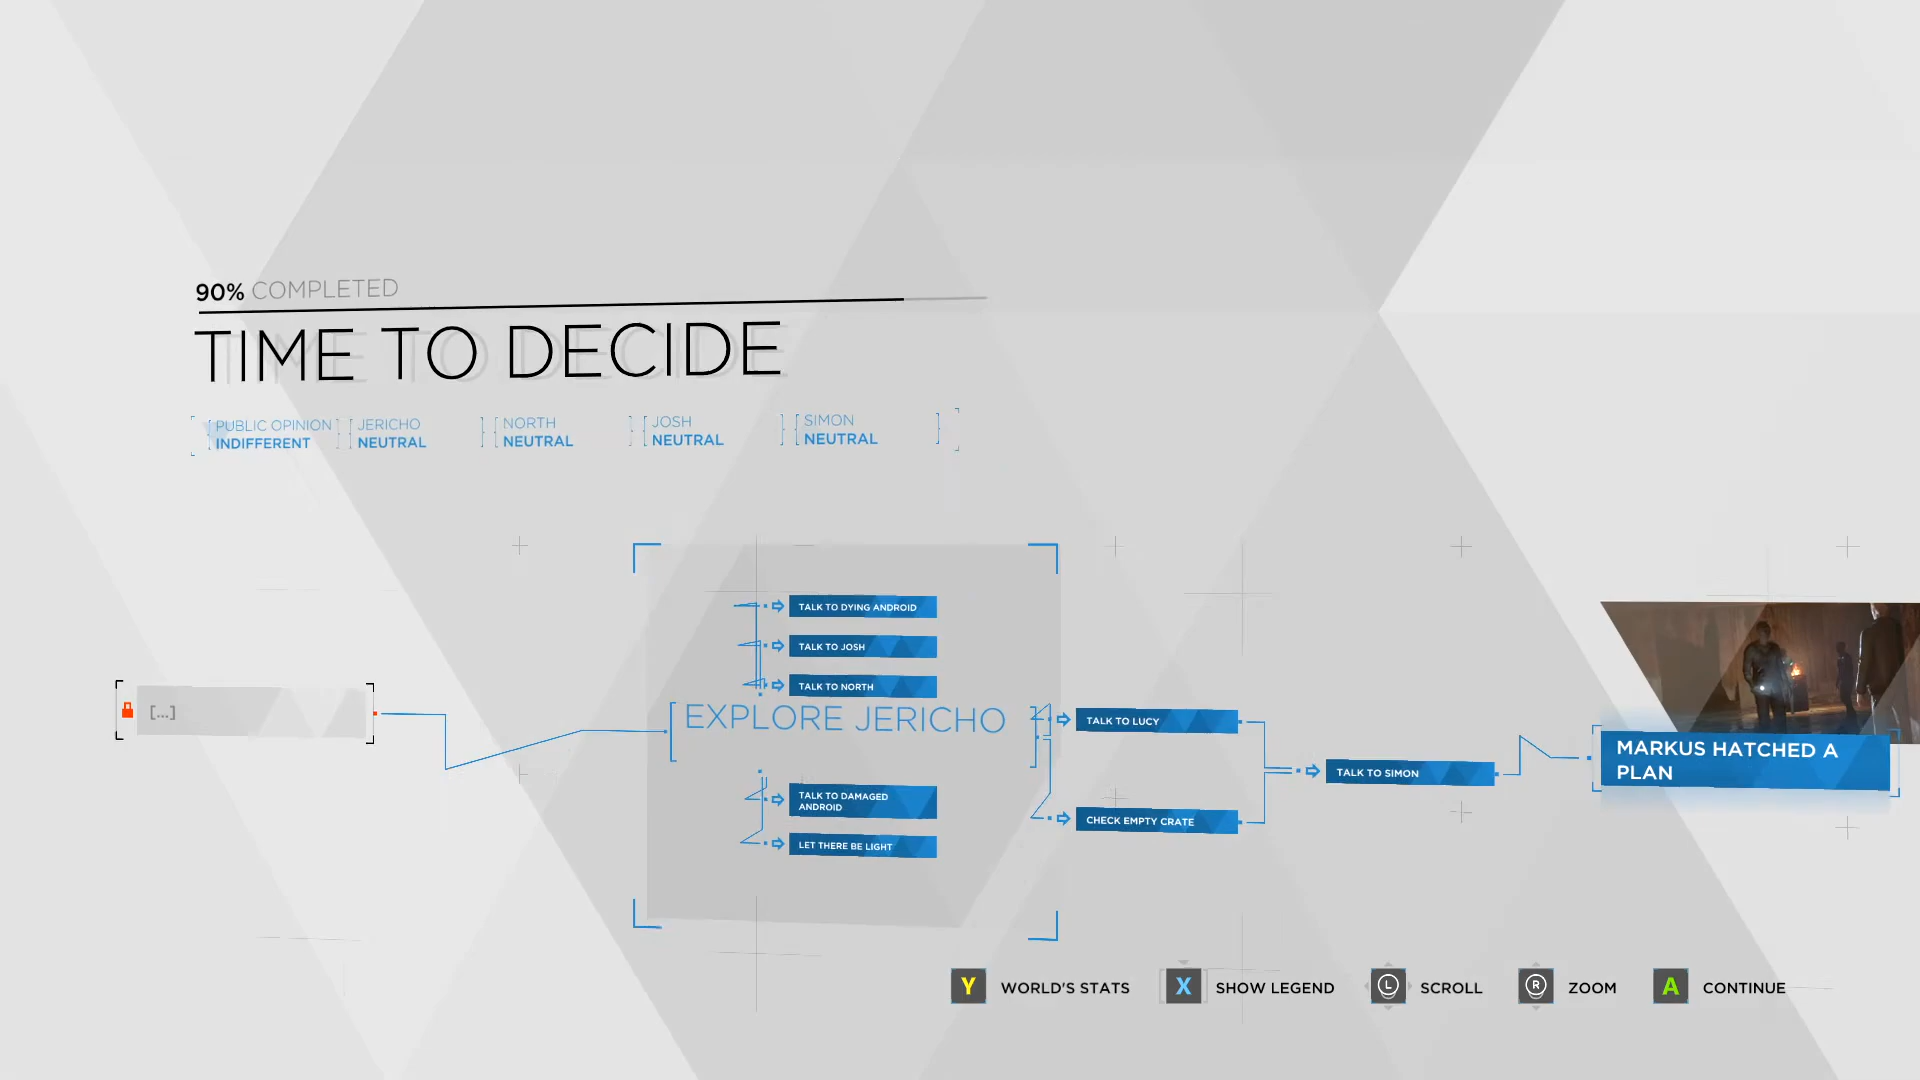 90% COMPLETED
TIME TO DECIDE
PUBLIC OPINION
INDIFFERENT
JERICHO
NEUTRAL
NORTH
NEUTRAL
JOSH
NEUTRAL
SIMON
NEUTRAL
[...]
TALK TO DYING ANDROID
TALK TO JOSH
TALK TO NORTH
EXPLORE JERICHO
TALK TO DAMAGED
ANDROID
LET THERE BE LIGHT
TALK TO LUCY
CHECK EMPTY CRATE
TALK TO SIMON
MARKUS HATCHED A
PLAN
Y WORLD'S STATS
X SHOW LEGEND
L SCROLL
R ZOOM
A CONTINUE